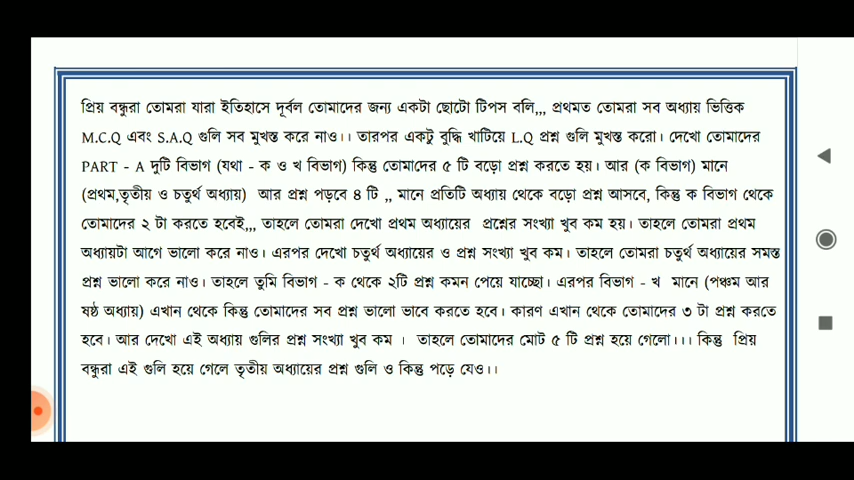 প্রিয় বন্ধুরা তোমরা যারা ইতিহাসে দূর্বল তোমাদের জন্য একটা ছোটো টিপস বলি,,, প্রথমত তোমরা সব অধ্যায় ভিত্তিক
M.C.Q এবং S.A.Q গুলি সব মুখস্ত করে নাও।। তারপর একটু বুদ্ধি খাটিয়ে L.Q প্রশ্ন গুলি মুখস্ত করো। দেখো তোমাদের
PART - A দুটি বিভাগ (যথা - ক ও খ বিভাগ) কিন্তু তোমাদের ৫ টি বড়ো প্রশ্ন করতে হয়। আর (ক বিভাগ) মানে
(প্রথম,তৃতীয় ও চতুর্থ অধ্যায়) আর প্রশ্ন পড়বে ৪ টি ,, মানে প্রতিটি অধ্যায় থেকে বড়ো প্রশ্ন আসবে, কিন্তু ক বিভাগ থেকে
তোমাদের ২ টা করতে হবেই,,, তাহলে তোমরা দেখো প্রথম অধ্যায়ের প্রশ্নের সংখ্যা খুব কম হয়। তাহলে তোমরা প্রথম
অধ্যায়টা আগে ভালো করে নাও। এরপর দেখো চতুর্থ অধ্যায়ের ও প্রশ্ন সংখ্যা খুব কম। তাহলে তোমরা চতুর্থ অধ্যায়ের সমস্ত
প্রশ্ন ভালো করে নাও। তাহলে তুমি বিভাগ - ক থেকে ২টি প্রশ্ন কমন পেয়ে যাচ্ছো। এরপর বিভাগ - খ মানে (পঞ্চম আর
ষষ্ঠ অধ্যায়) এখান থেকে কিন্তু তোমাদের সব প্রশ্ন ভালো ভাবে করতে হবে। কারণ এখান থেকে তোমাদের ৩ টা প্রশ্ন করতে
হবে। আর দেখো এই অধ্যায় গুলির প্রশ্ন সংখ্যা খুব কম । তাহলে তোমাদের মোট ৫ টি প্রশ্ন হয়ে গেলো।।। কিন্তু প্রিয়
বন্ধুরা এই গুলি হয়ে গেলে তৃতীয় অধ্যায়ের প্রশ্ন গুলি ও কিন্তু পড়ে যেও।।